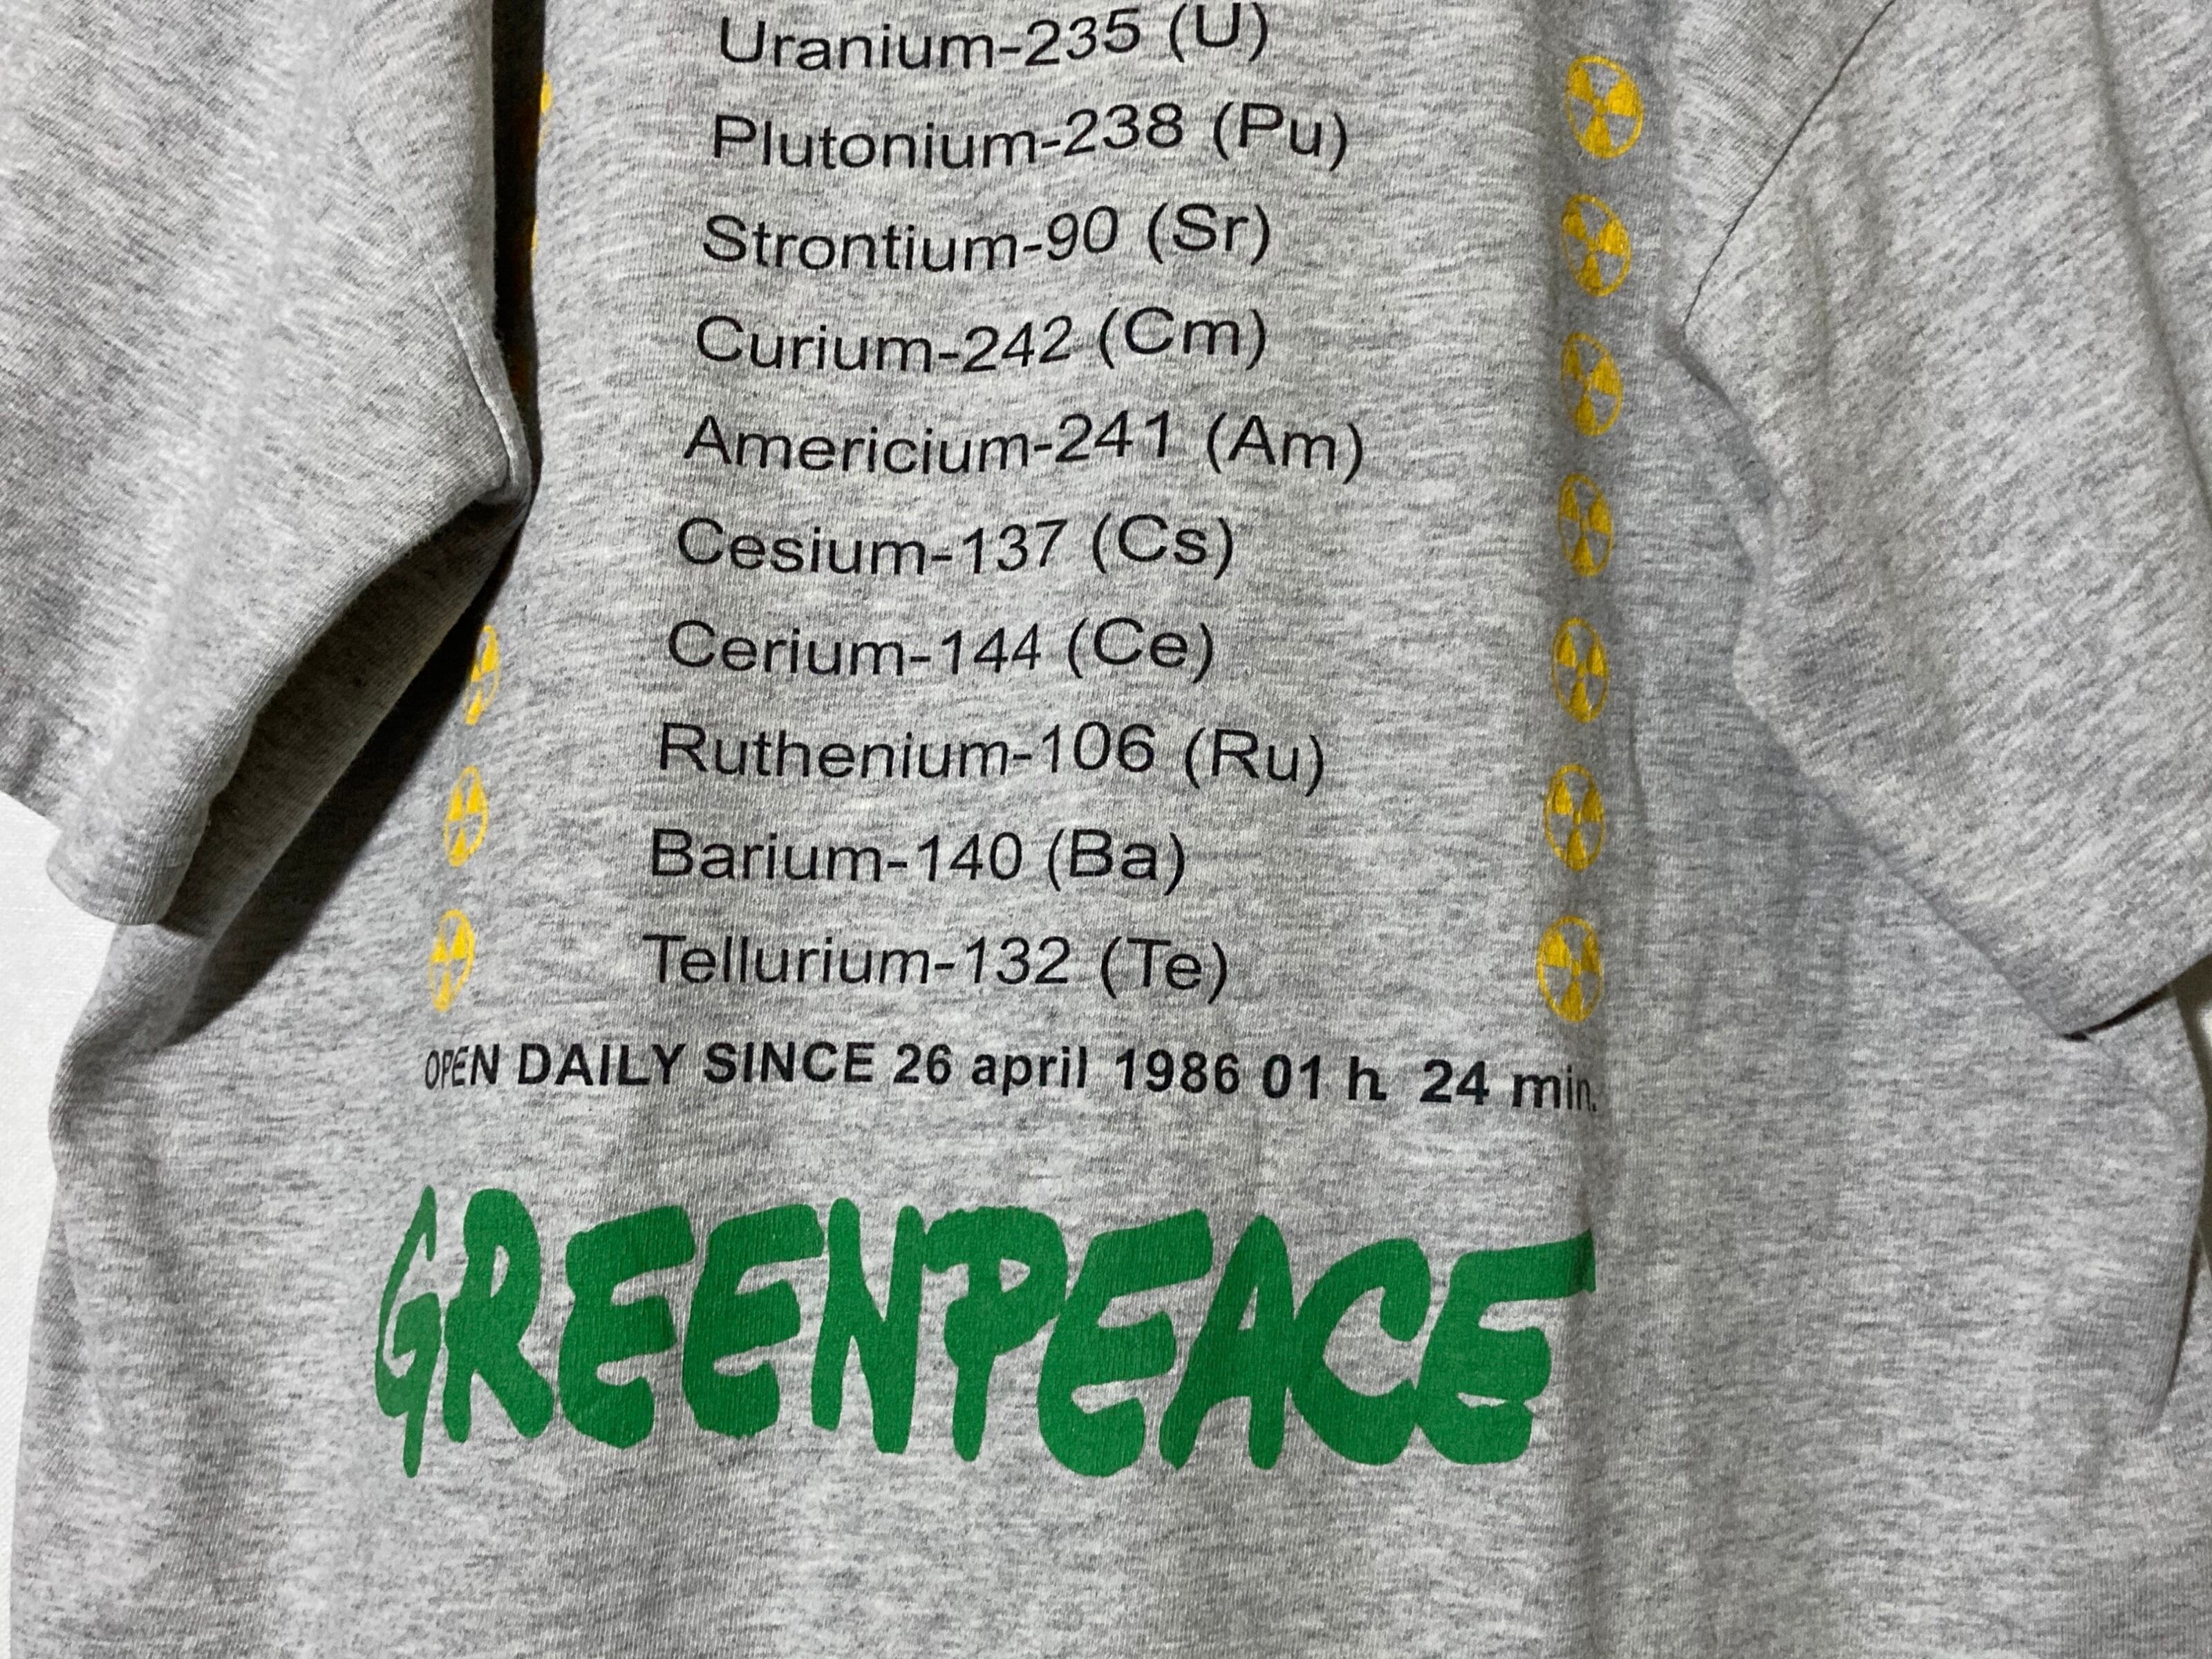 Uranium-235 (U)
Plutonium-238 (Pu)
Strontium-90 (Sr)
Curium-242 (Cm)
Americium-241 (Am)
Cesium-137 (Cs)
Cerium-144 (Ce)
Ruthenium-106 (Ru)
Barium-140 (Ba)
Tellurium-132 (Te)
OPEN DAILY SINCE 26 april 1986 01 h. 24 min.
GREENPEACE